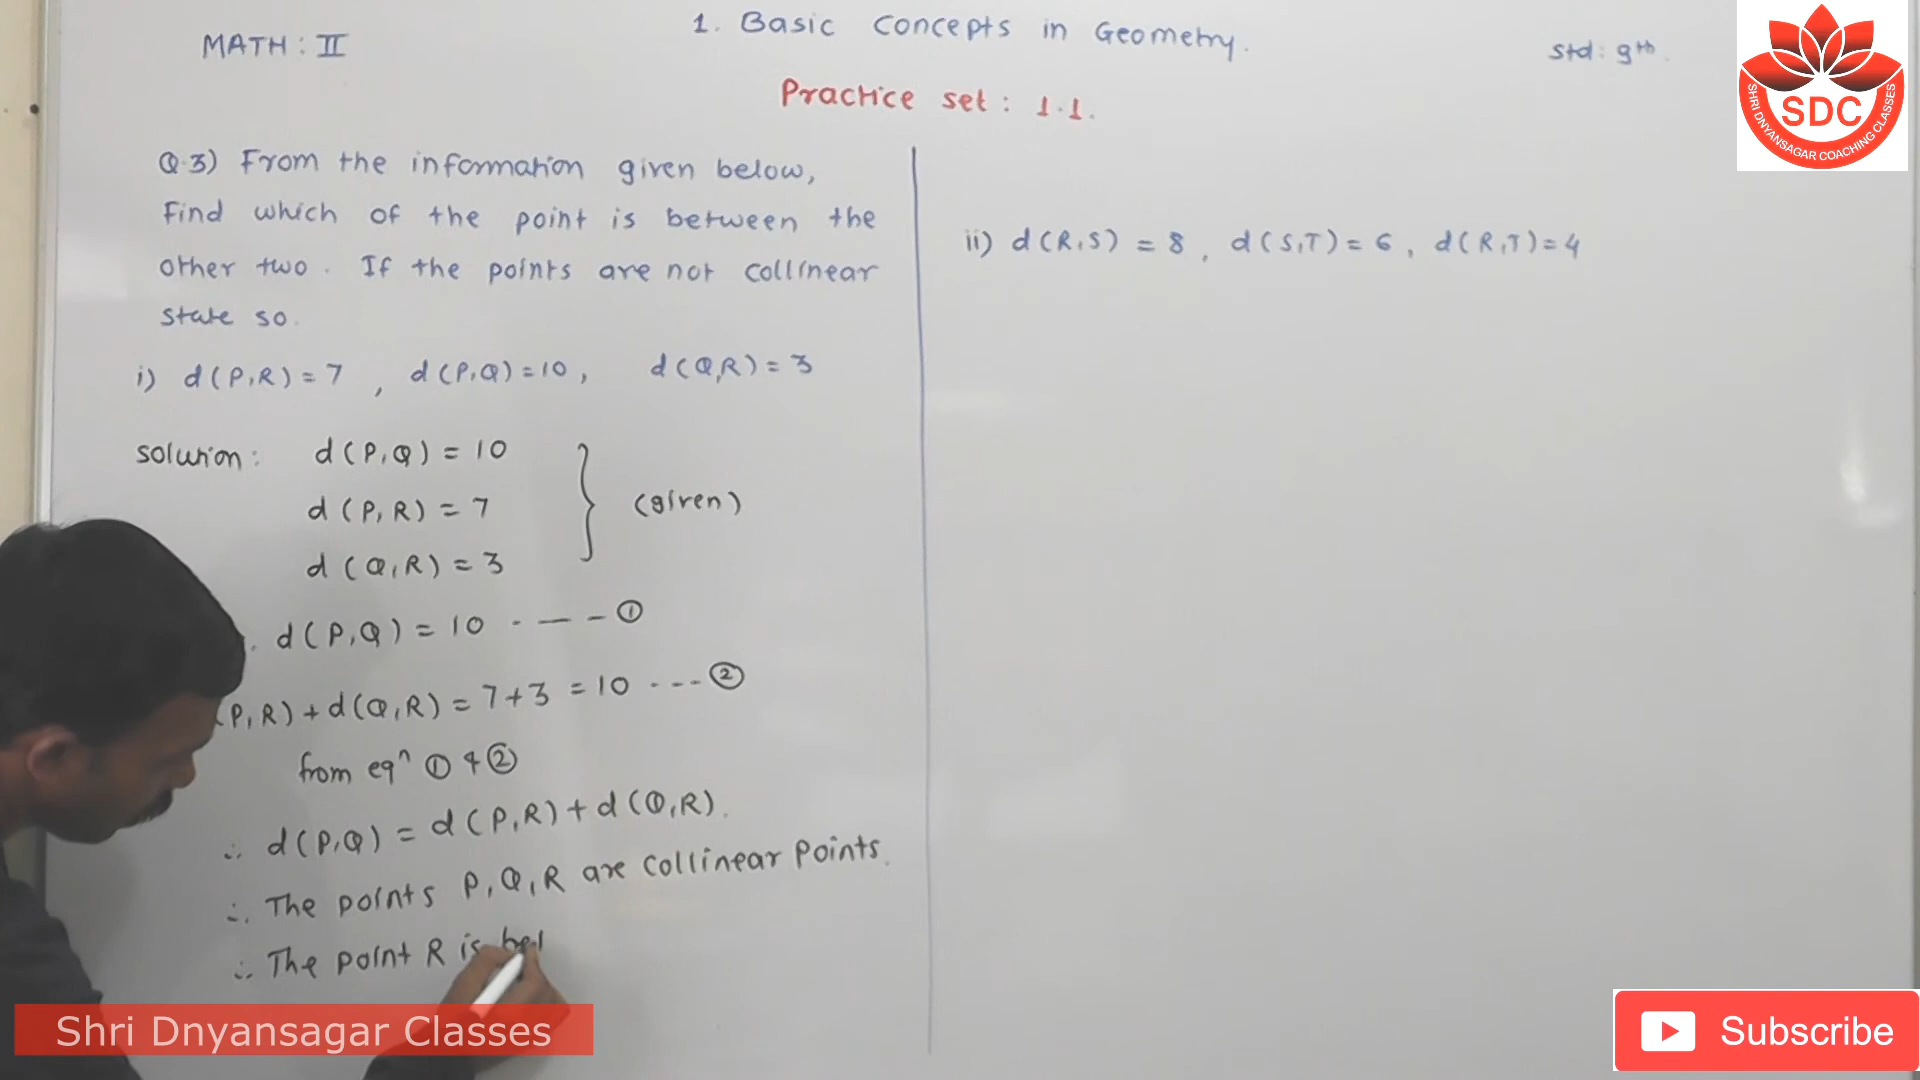 MATH : II
1. Basic Concepts in Geometry.
Std : 9th.
Practice set : 1.1.
SDC
SHRI DNYANSAGAR COACHING CLASSES
Q.3) From the information given below,
Find which of the point is between the
other two. If the points are not collinear
state so.
i) d(P,R) = 7 , d(P,Q) = 10 , d(Q,R) = 3
solution : d(P,Q) = 10
d(P,R) = 7 } (given)
d(Q,R) = 3
. d(P,Q) = 10 - — - ①
(P,R) + d(Q,R) = 7+3 = 10 ---- ②
from eqn ① & ②
∴ d(P,Q) = d(P,R) + d(Q,R).
∴ The points P,Q,R are collinear points.
∴ The point R is bet
ii) d(R,S) = 8 , d(S,T) = 6 , d(R,T) = 4
Shri Dnyansagar Classes
Subscribe